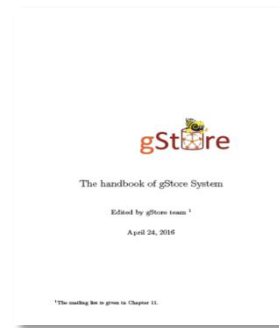 gStore
The handbook of gStore System
Edited by gStore team 1
April 24, 2016
1The mailing list is given in Chapter 11.